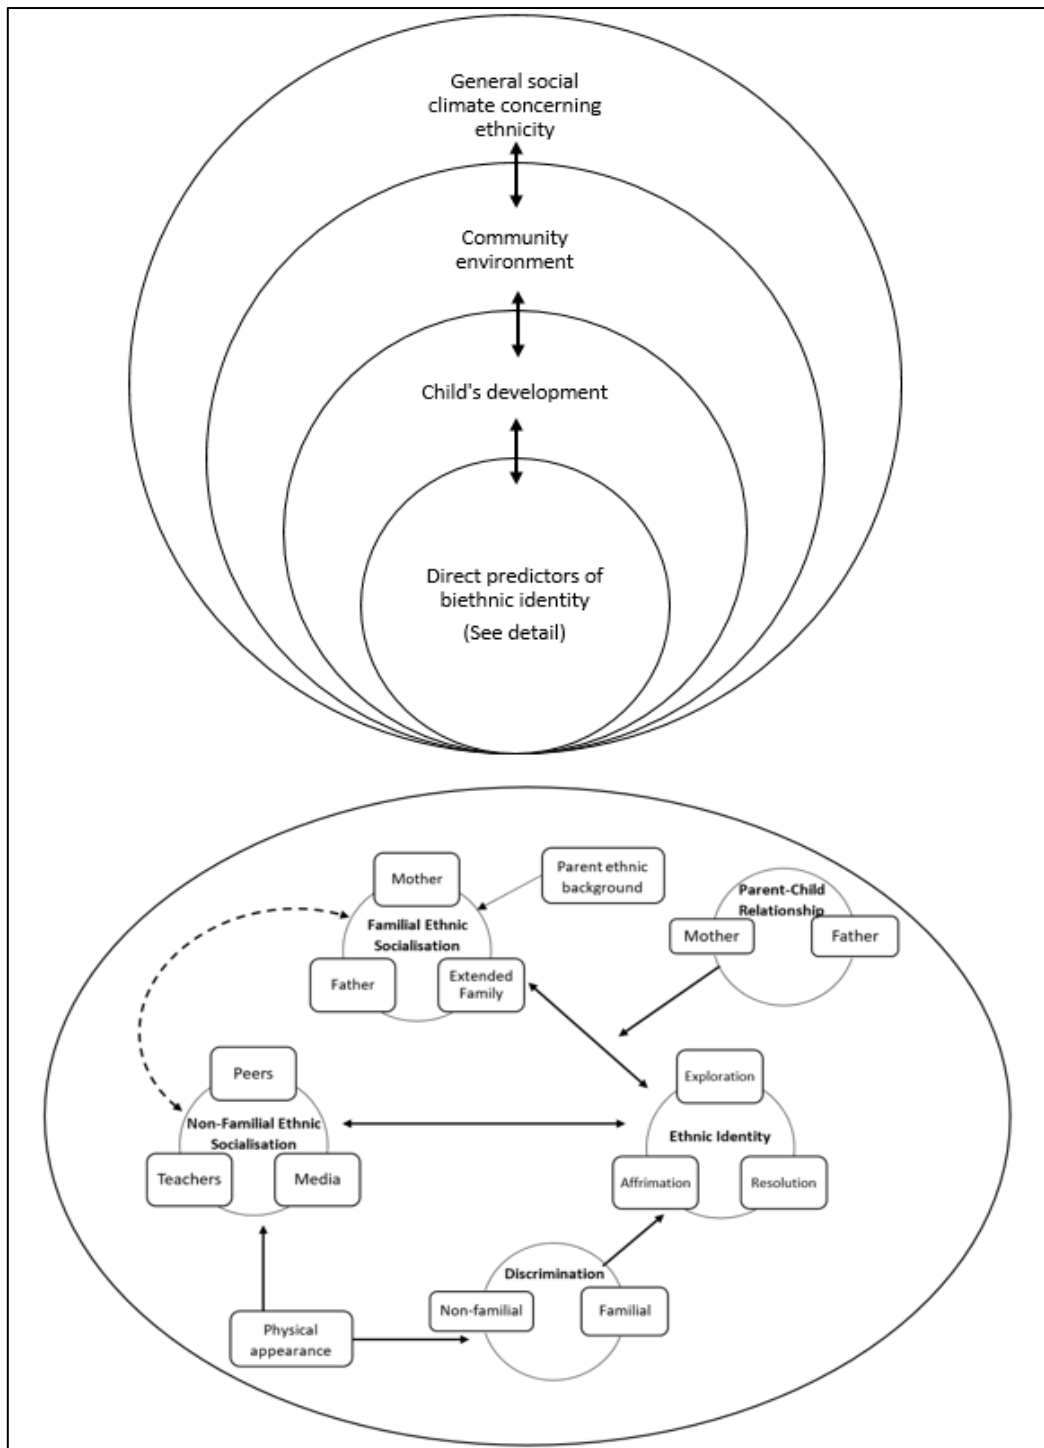 General social
climate concerning
ethnicity
Community
environment
Child's development
Direct predictors of
biethnic identity
(See detail)
Mother
Familial Ethnic
Socialisation
Father
Extended
Family
Parent ethnic
background
Parent-Child
Relationship
Mother
Father
Peers
Non-Familial Ethnic
Socialisation
Teachers
Media
Exploration
Ethnic Identity
Affrimation
Resolution
Discrimination
Non-familial
Familial
Physical
appearance